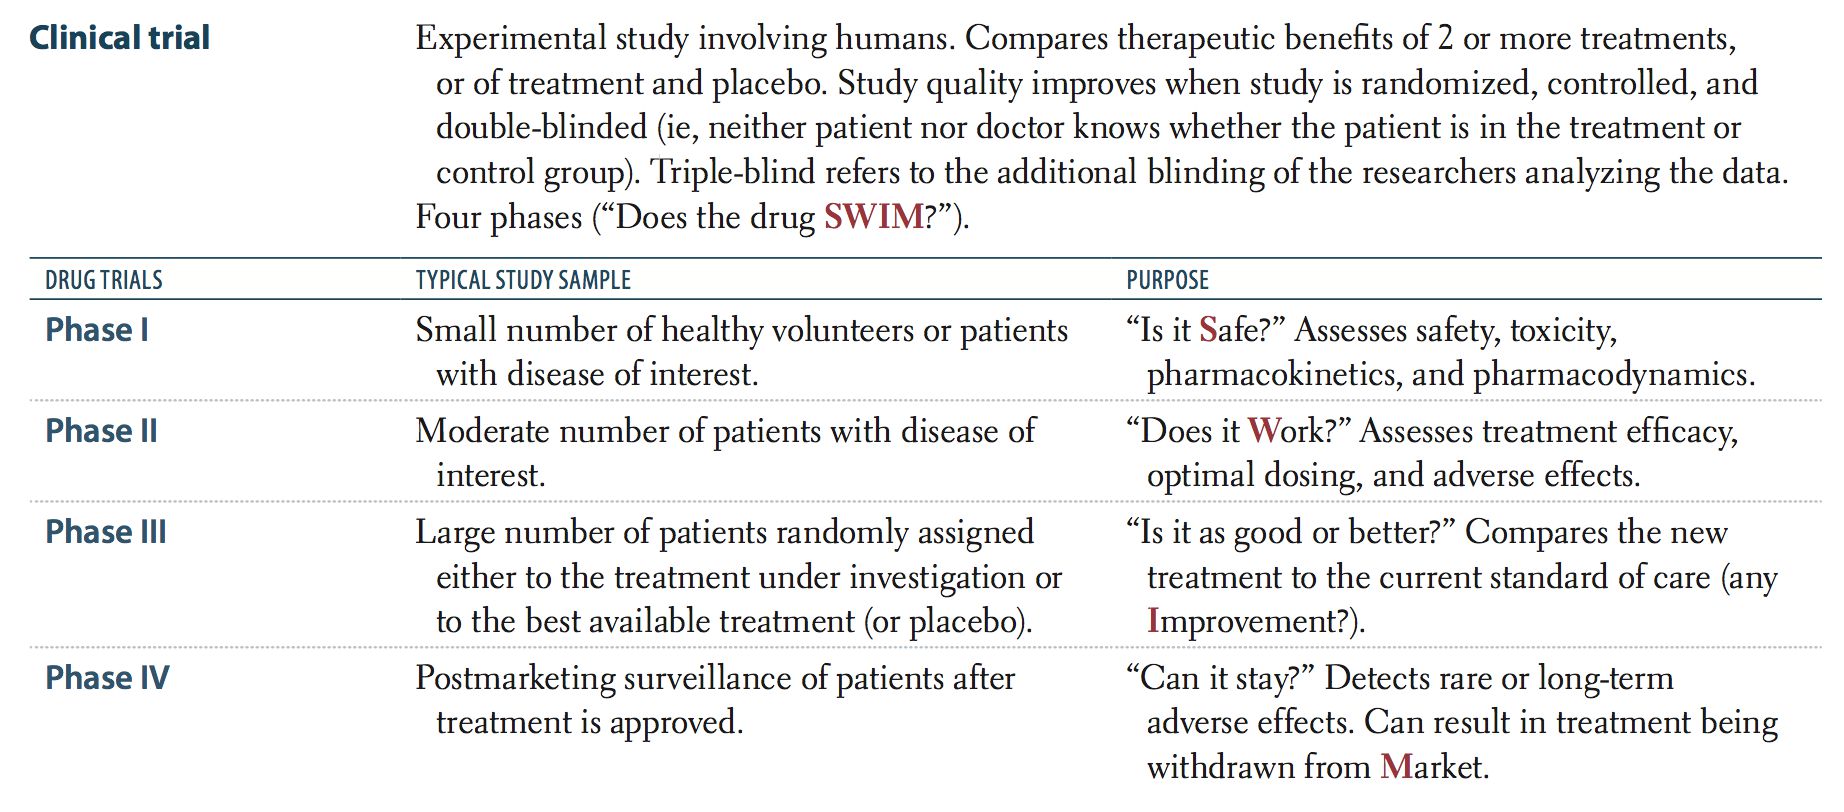 Clinical trial
Experimental study involving humans. Compares therapeutic benefits of 2 or more treatments,
or of treatment and placebo. Study quality improves when study is randomized, controlled, and
double-blinded (ie, neither patient nor doctor knows whether the patient is in the treatment or
control group). Triple-blind refers to the additional blinding of the researchers analyzing the data.
Four phases (“Does the drug SWIM?”).
DRUG TRIALS
TYPICAL STUDY SAMPLE
PURPOSE
Phase I
Small number of healthy volunteers or patients
with disease of interest.
“Is it Safe?” Assesses safety, toxicity,
pharmacokinetics, and pharmacodynamics.
Phase II
Moderate number of patients with disease of
interest.
“Does it Work?” Assesses treatment efficacy,
optimal dosing, and adverse effects.
Phase III
Large number of patients randomly assigned
either to the treatment under investigation or
to the best available treatment (or placebo).
“Is it as good or better?” Compares the new
treatment to the current standard of care (any
Improvement?).
Phase IV
Postmarketing surveillance of patients after
treatment is approved.
“Can it stay?” Detects rare or long-term
adverse effects. Can result in treatment being
withdrawn from Market.